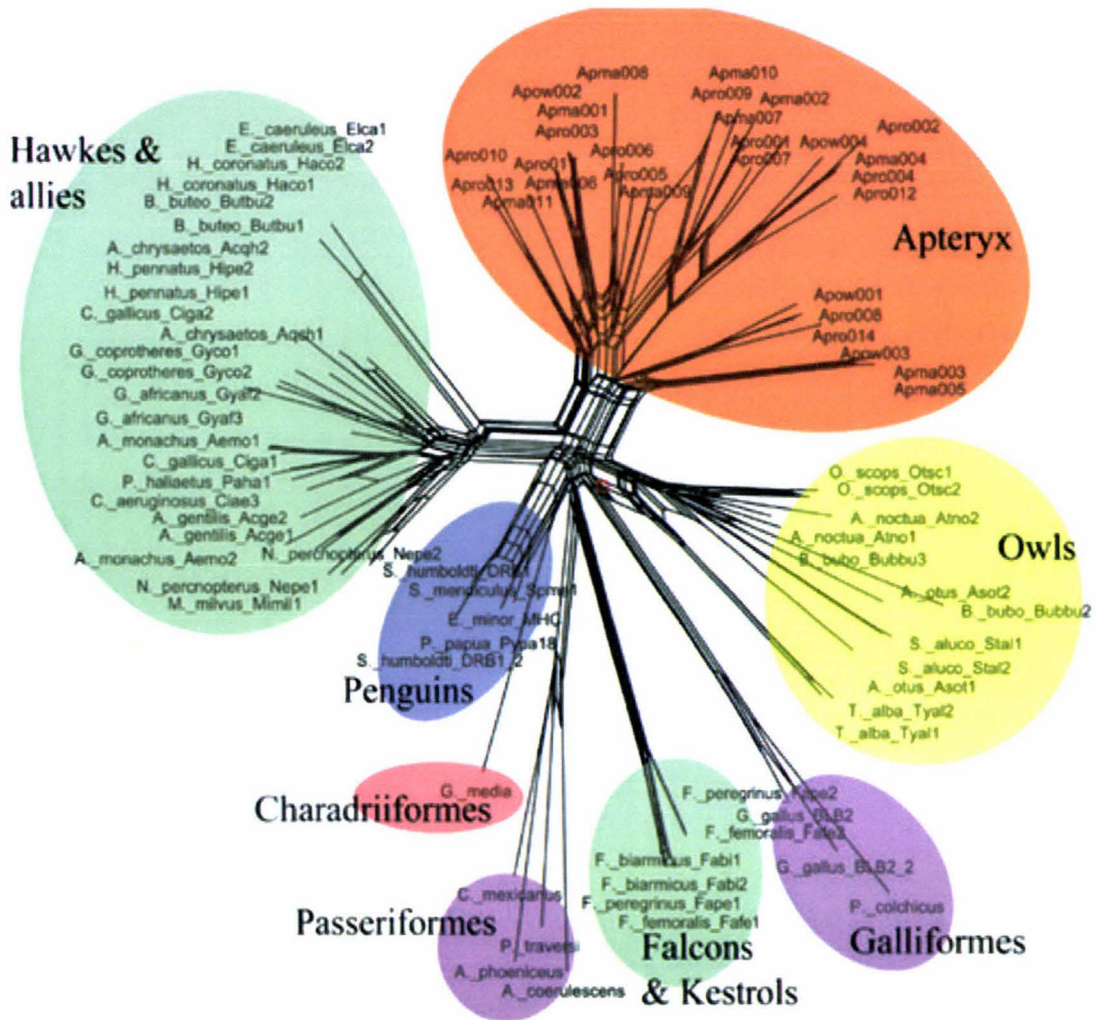 Hawkes &
allies
E._caeruleus_Elca1
E._caeruleus_Elca2
H._coronatus_Haco2
H._coronatus_Haco1
B._buteo_Butbu2
B._buteo_Butbu1
A._chrysaetos_Acqh2
H._pennatus_Hipe2
H._pennatus_Hipe1
C._gallicus_Ciga2
A._chrysaetos_Aqsh1
G._coprotheres_Gyco1
G._coprotheres_Gyco2
G._africanus_Gyaf2
G._africanus_Gyaf3
A._monachus_Aemo1
C._gallicus_Ciga1
P._haliaetus_Paha1
C._aeruginosus_Ciae3
A._gentilis_Acge2
A._gentilis_Acge1
A._monachus_Aemo2
N._perchopterus_Nepe2
N._percnopterus_Nepe1
M._milvus_Mimil1
Apma008
Apow002
Apma001
Apro003
Apro010
Apro006
Apro013
Apma006
Apro005
Apma011
Apma009
Apma010
Apro009
Apma002
Apma007
Apro001
Apro007
Apow004
Apro002
Apma004
Apro004
Apro012
Apteryx
Apow001
Apro008
Apro014
Apow003
Apma003
Apma005
O._scops_Otsc1
O._scops_Otsc2
A._noctua_Atno2
A._noctua_Atno1
B._bubo_Bubbu3
Owls
A._otus_Asot2
B._bubo_Bubbu2
S._aluco_Stal1
S._aluco_Stal2
A._otus_Asot1
T._alba_Tyal2
T._alba_Tyal1
S._humboldti_DRB1
S._mendiculus_Spme1
E._minor_MHC
P._papua_Pypa18
S._humboldti_DRB1_2
Penguins
G._media
Charadriiformes
C._mexicanus
Passeriformes
P._traversi
A._phoeniceus
A._coerulescens
F._peregrinus_Fape2
G._gallus_BLB2
F._femoralis_Fafe2
F._biarmicus_Fabi1
F._biarmicus_Fabi2
F._peregrinus_Fape1
F._femoralis_Fafe1
Falcons
& Kestrols
G._gallus_BLB2_2
P._colchicus
Galliformes